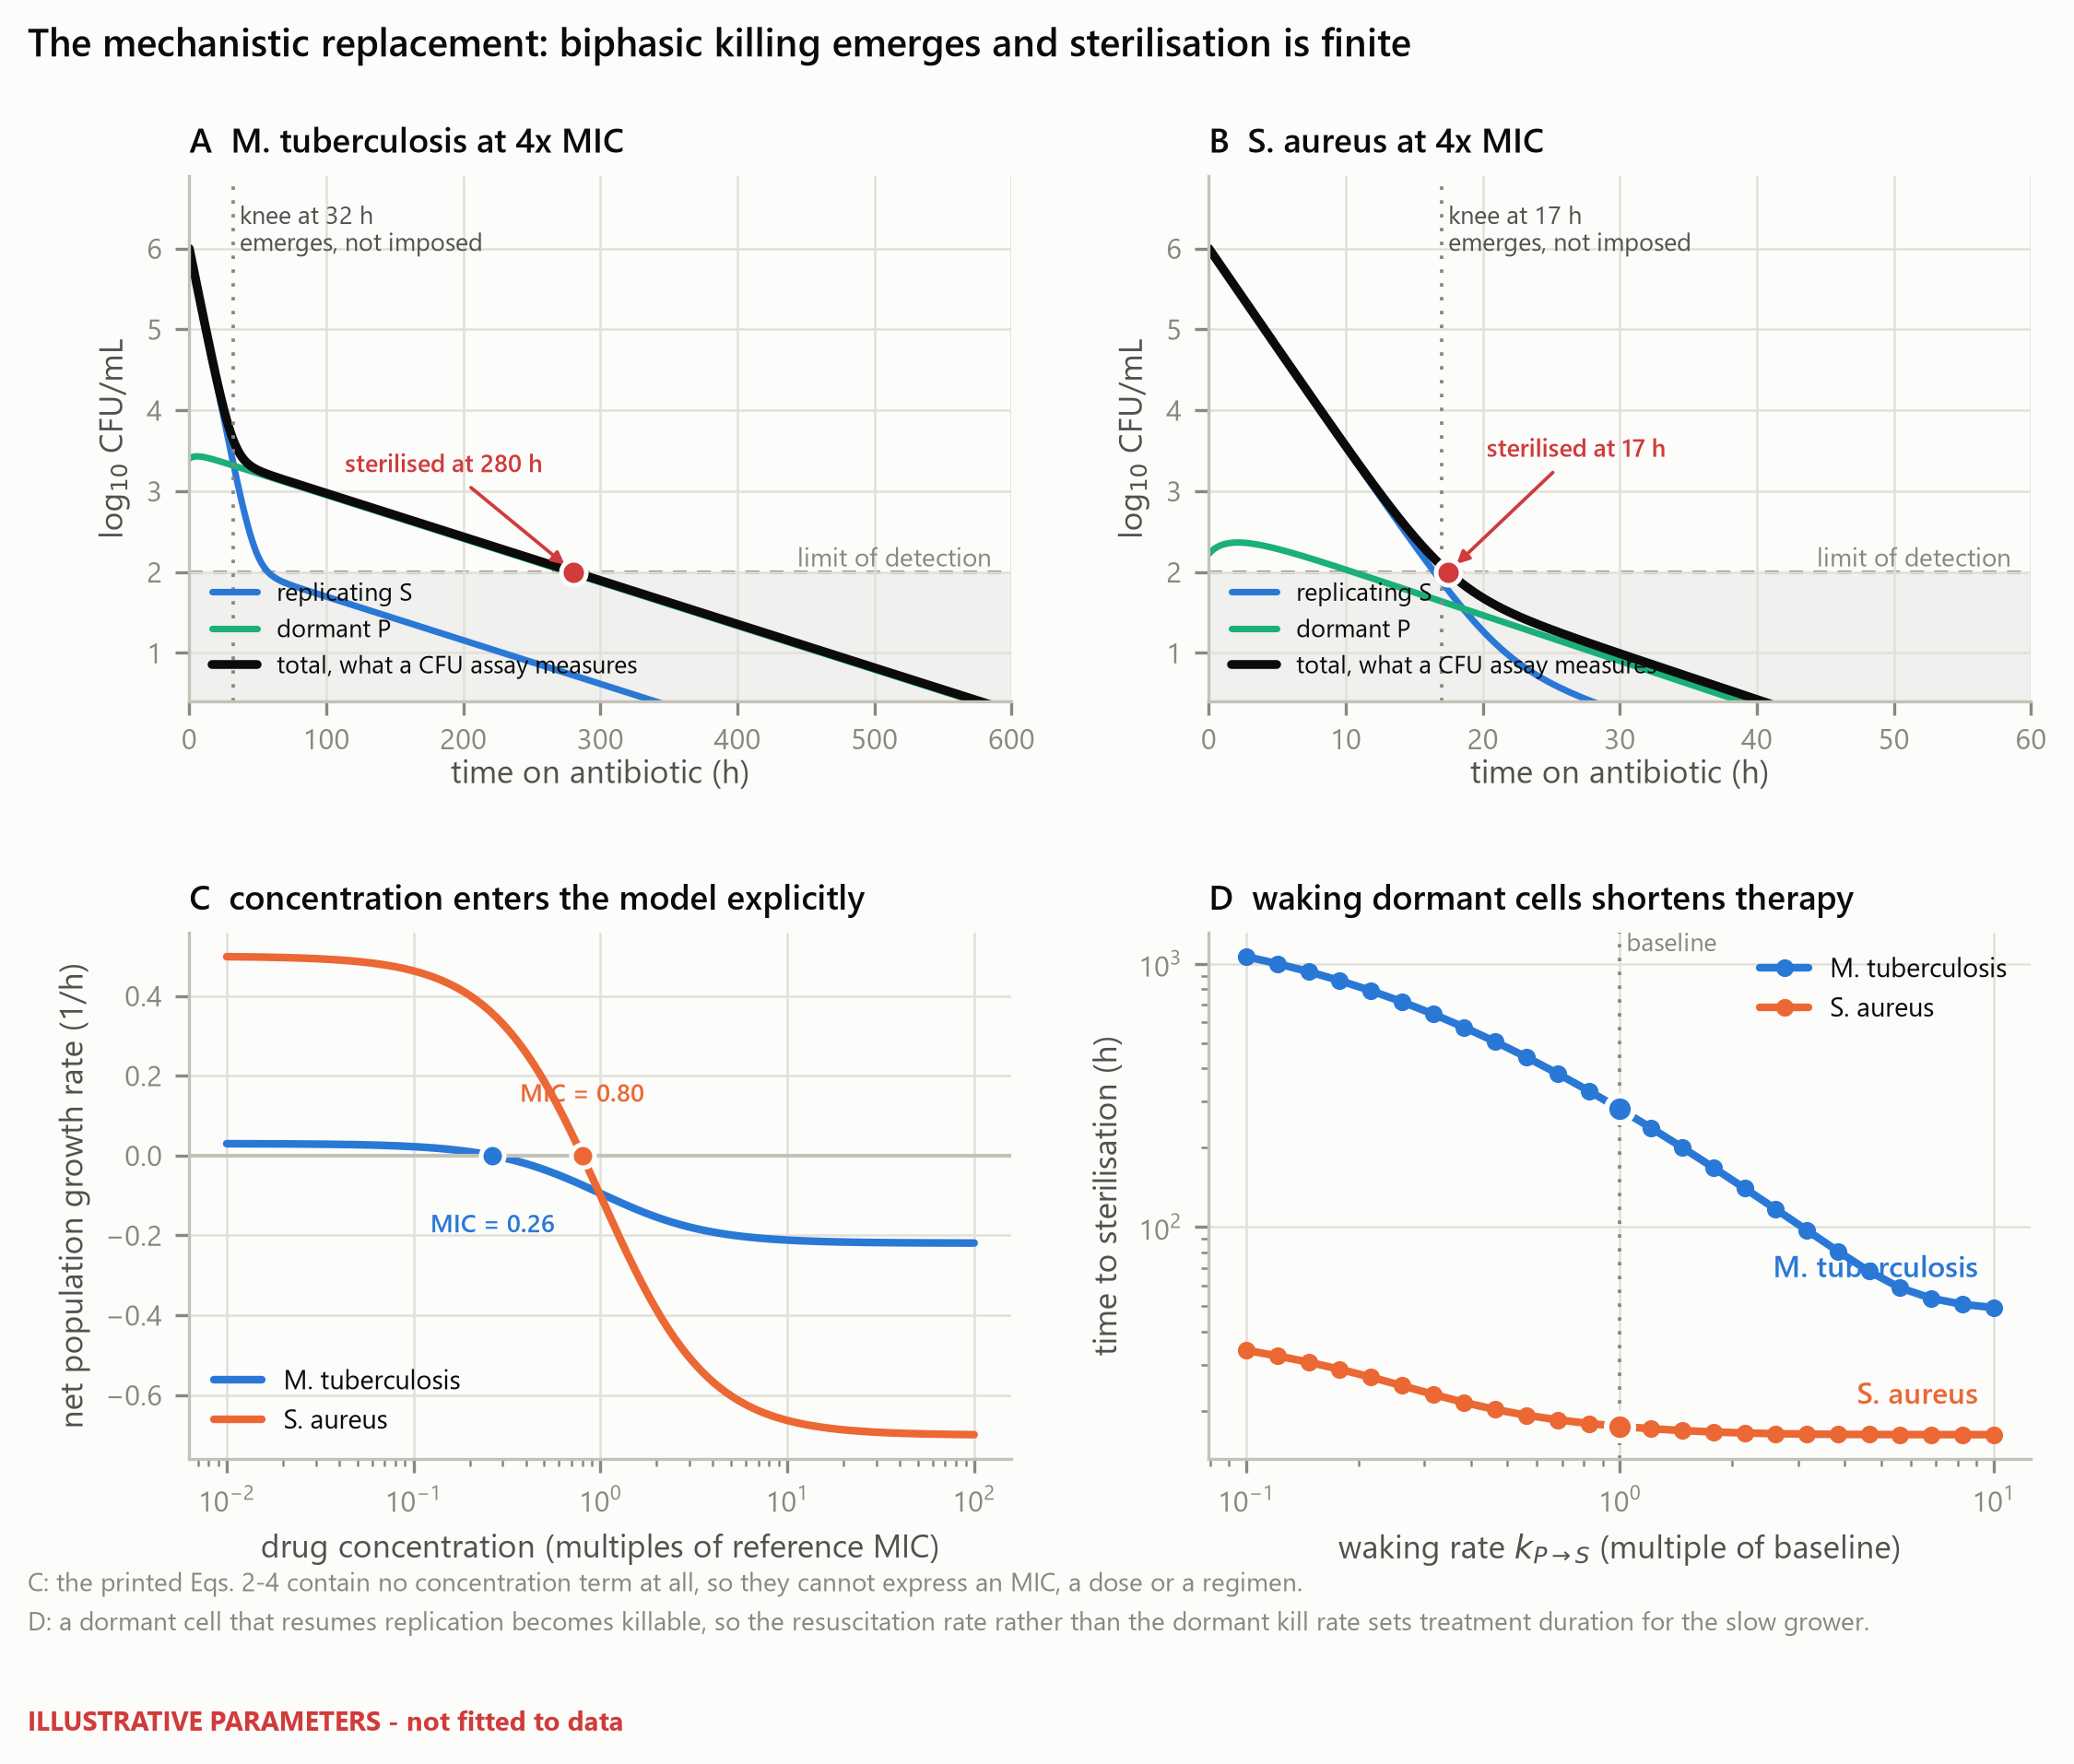 The mechanistic replacement: biphasic killing emerges and sterilisation is finite
A  M. tuberculosis at 4x MIC
knee at 32 h
emerges, not imposed
sterilised at 280 h
limit of detection
replicating S
dormant P
total, what a CFU assay measures
log₁₀ CFU/mL
6
5
4
3
2
1
0 100 200 300 400 500 600
time on antibiotic (h)
B  S. aureus at 4x MIC
knee at 17 h
emerges, not imposed
sterilised at 17 h
limit of detection
replicating S
dormant P
total, what a CFU assay measures
log₁₀ CFU/mL
6
5
4
3
2
1
0 10 20 30 40 50 60
time on antibiotic (h)
C  concentration enters the model explicitly
MIC = 0.80
MIC = 0.26
M. tuberculosis
S. aureus
net population growth rate (1/h)
0.4
0.2
0.0
−0.2
−0.4
−0.6
10⁻² 10⁻¹ 10⁰ 10¹ 10²
drug concentration (multiples of reference MIC)
D  waking dormant cells shortens therapy
baseline
M. tuberculosis
S. aureus
M. tuberculosis
S. aureus
time to sterilisation (h)
10³
10²
10⁻¹ 10⁰ 10¹
waking rate k_P→S (multiple of baseline)
C: the printed Eqs. 2-4 contain no concentration term at all, so they cannot express an MIC, a dose or a regimen.
D: a dormant cell that resumes replication becomes killable, so the resuscitation rate rather than the dormant kill rate sets treatment duration for the slow grower.
ILLUSTRATIVE PARAMETERS - not fitted to data